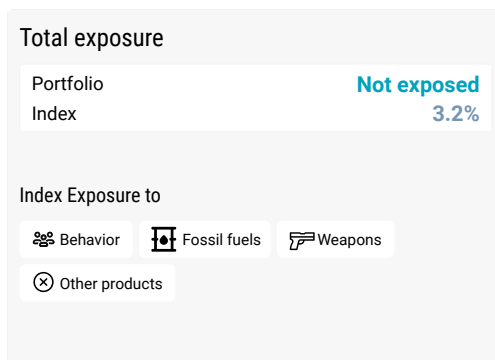 Total exposure
Portfolio Not exposed
Index 3.2%
Index Exposure to
Behavior Fossil fuels Weapons
Other products